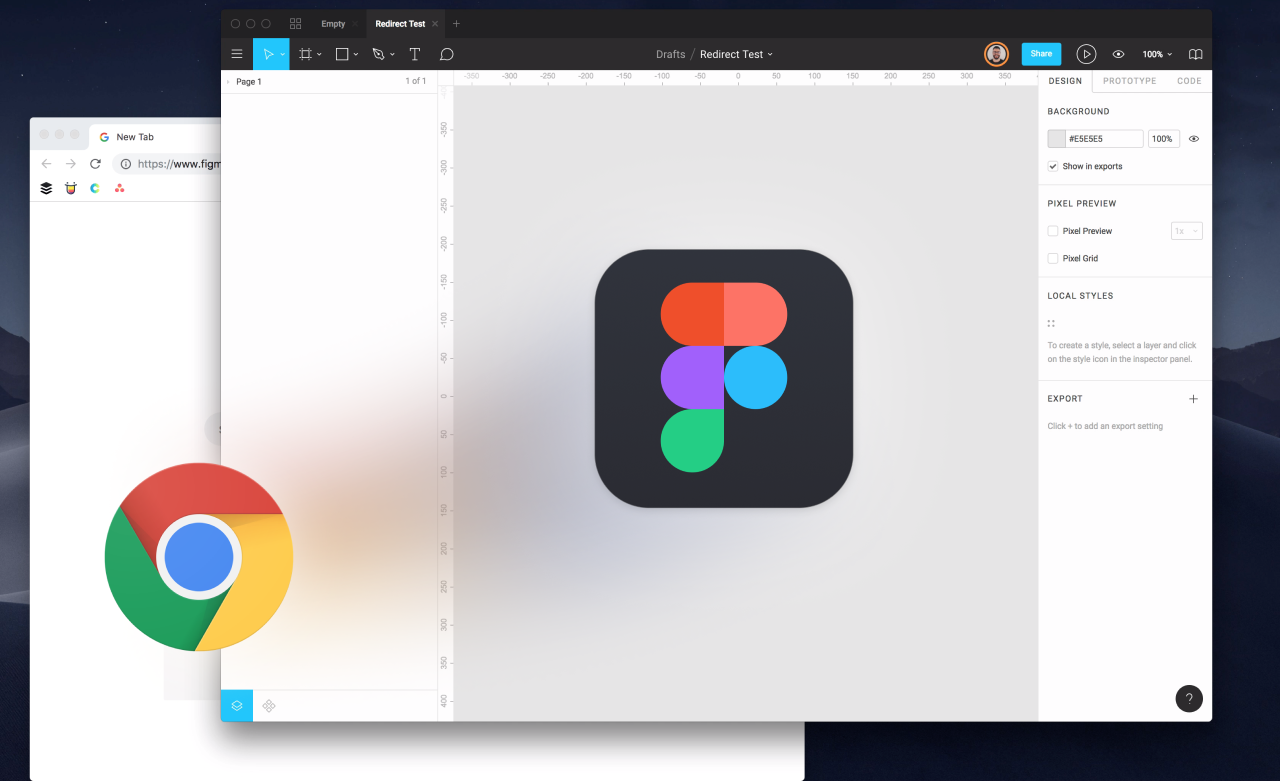 Empty
Redirect Test
Drafts / Redirect Test
Share
100%
Page 1
1 of 1
-350 -300 -250 -200 -150 -100 -50 0 50 100 150 200 250 300 350
-350
-300
-250
-200
-150
-100
-50
0
50
100
150
200
250
300
350
400
DESIGN
PROTOTYPE
CODE
BACKGROUND
#E5E5E5
100%
Show in exports
PIXEL PREVIEW
Pixel Preview
1x
Pixel Grid
LOCAL STYLES
To create a style, select a layer and click
on the style icon in the inspector panel.
EXPORT
Click + to add an export setting
?
New Tab
https://www.figm